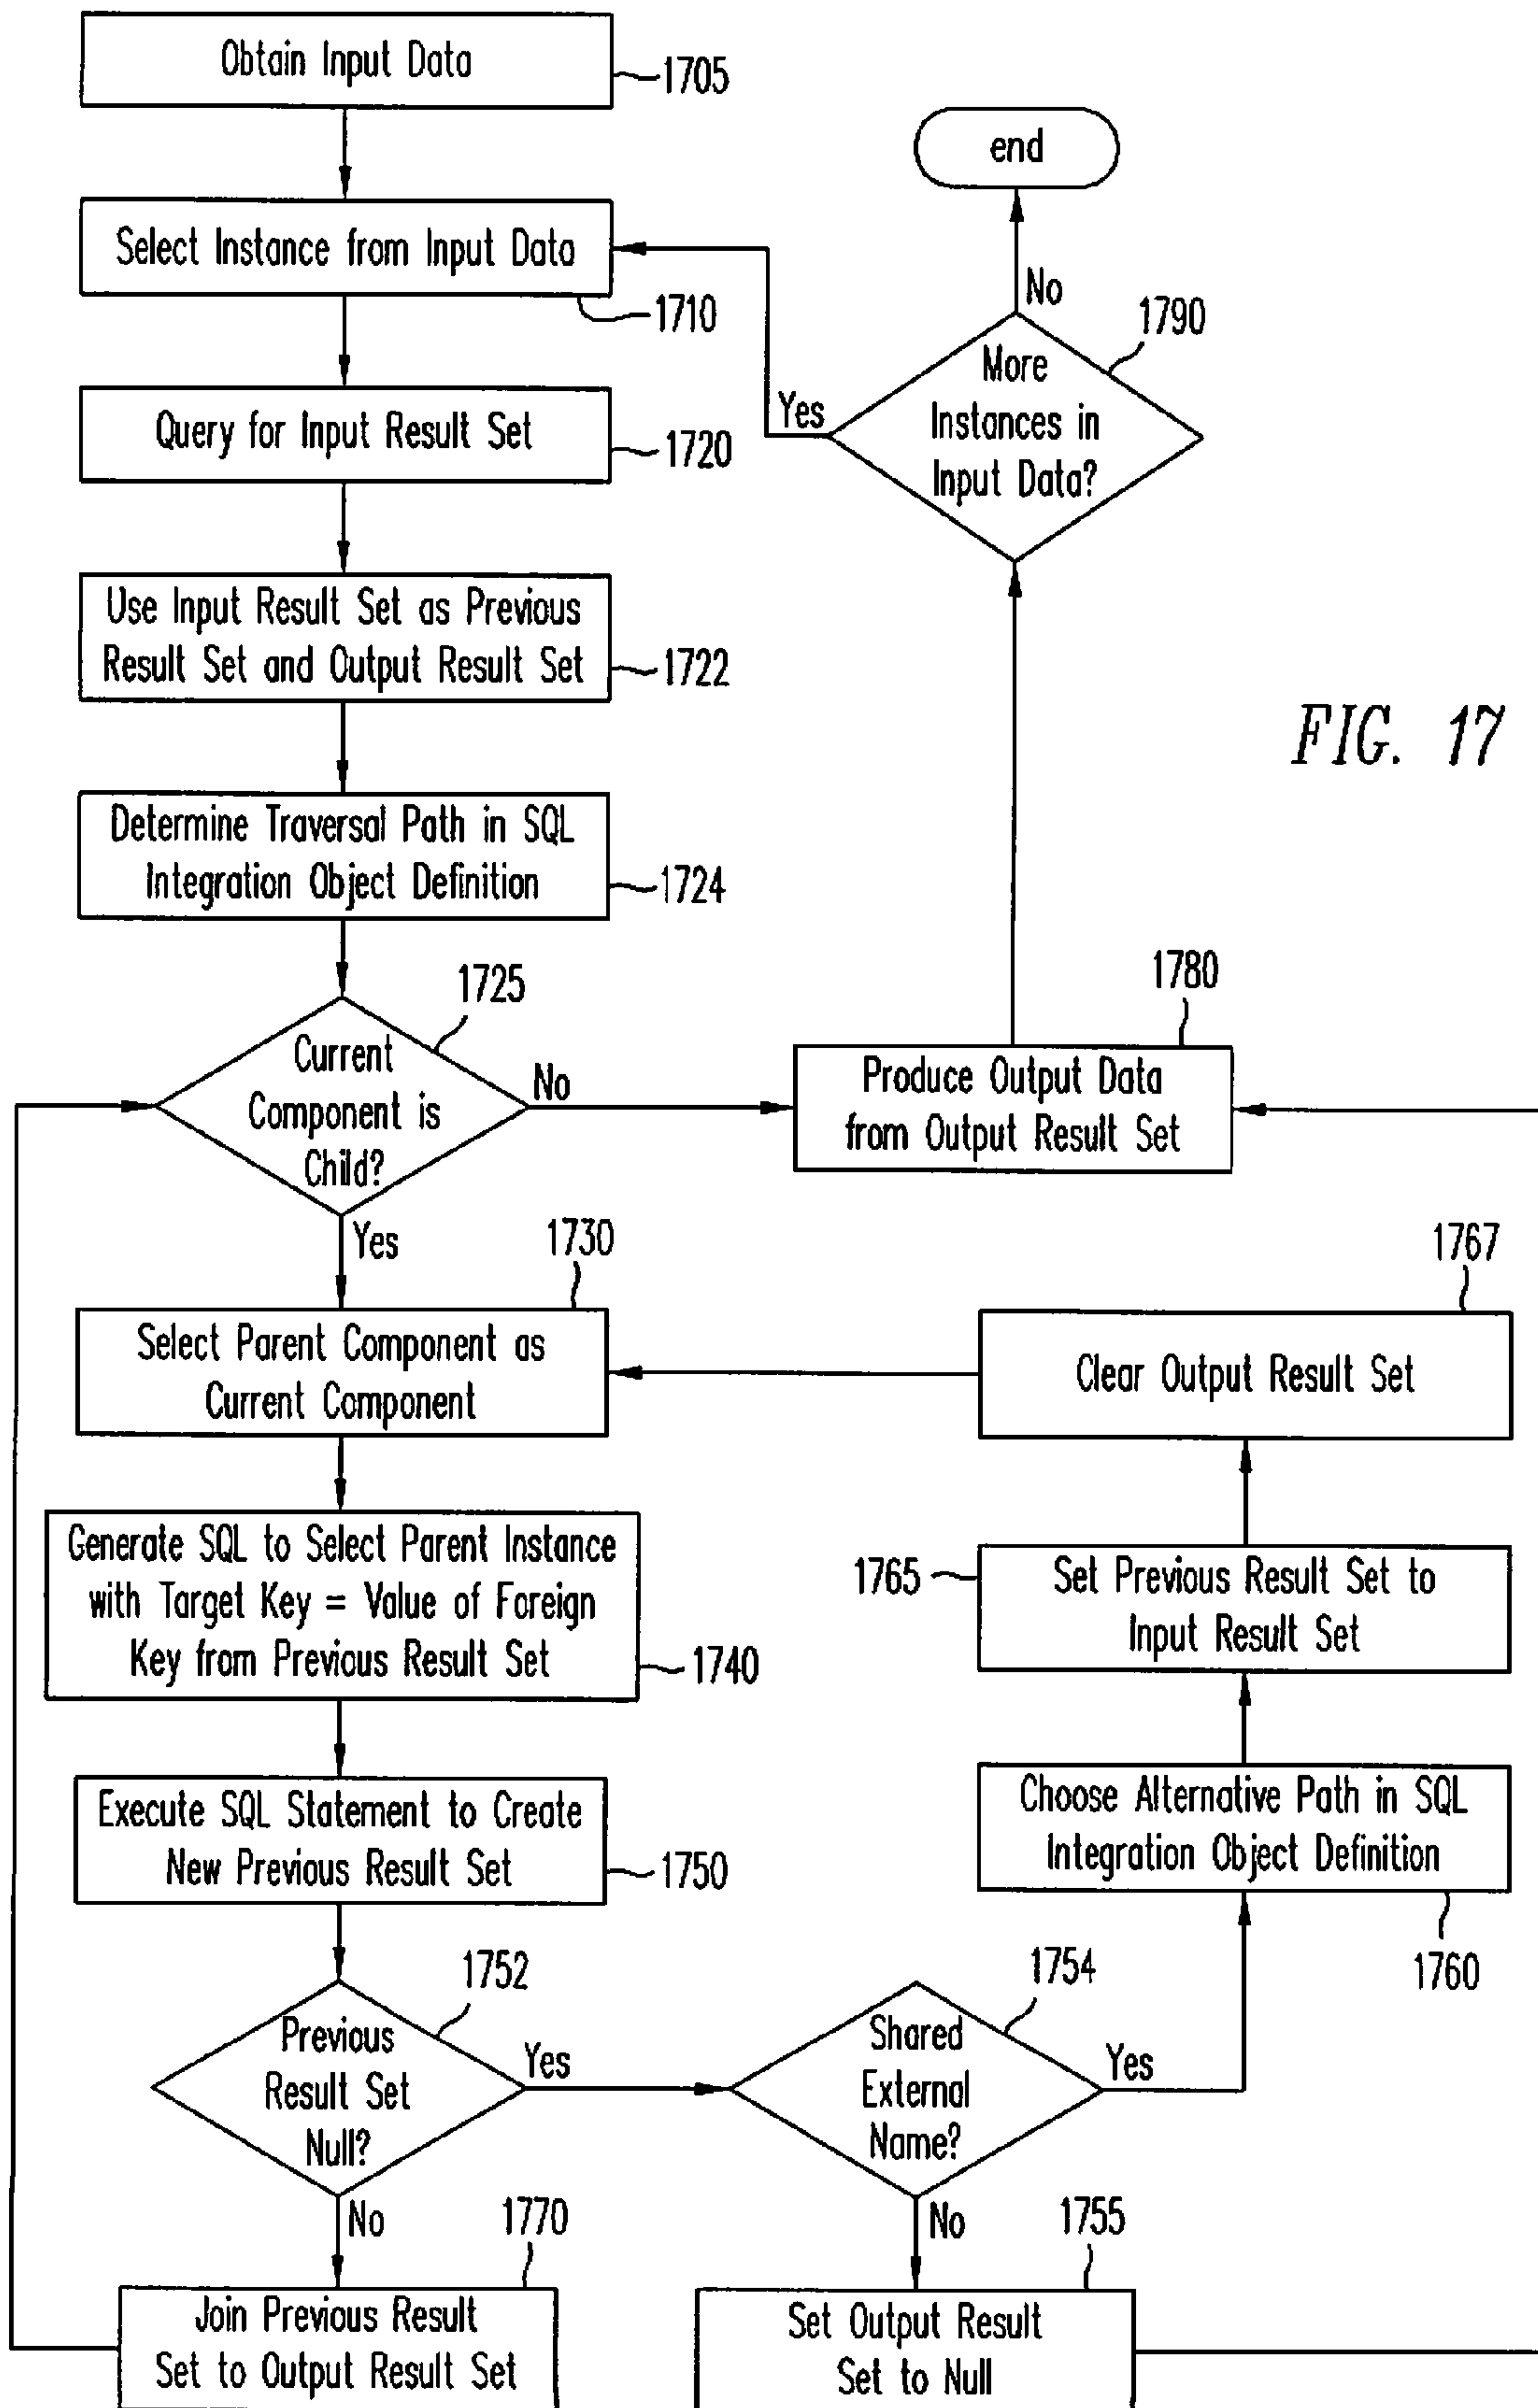 Obtain Input Data
1705
end
Select Instance from Input Data
1710
No
1790
More
Instances in
Input Data?
Yes
Query for Input Result Set
1720
Use Input Result Set as Previous
Result Set and Output Result Set
1722
FIG. 17
Determine Traversal Path in SQL
Integration Object Definition
1724
1725
Current
Component is
Child?
No
Yes
1780
Produce Output Data
from Output Result Set
1730
Select Parent Component as
Current Component
1767
Clear Output Result Set
Generate SQL to Select Parent Instance
with Target Key = Value of Foreign
Key from Previous Result Set
1740
1765
Set Previous Result Set to
Input Result Set
Execute SQL Statement to Create
New Previous Result Set
1750
Choose Alternative Path in SQL
Integration Object Definition
1760
1752
Previous
Result Set
Null?
Yes
No
1754
Shared
External
Name?
Yes
No
1770
Join Previous Result
Set to Output Result Set
1755
Set Output Result
Set to Null